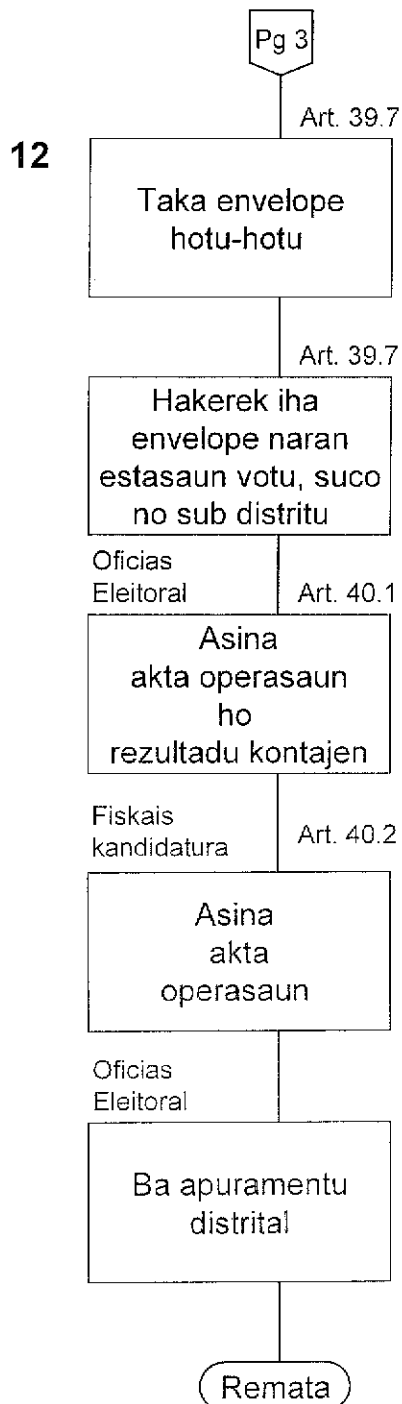 Pg 3
Art. 39.7
12
Taka envelope
hotu-hotu
Art. 39.7
Hakerek iha
envelope naran
estasaun votu, suco
no sub distritu
Oficias
Eleitoral
Art. 40.1
Asina
akta operasaun
ho
rezultadu kontajen
Fiskais
kandidatura
Art. 40.2
Asina
akta
operasaun
Oficias
Eleitoral
Ba apuramentu
distrital
Remata